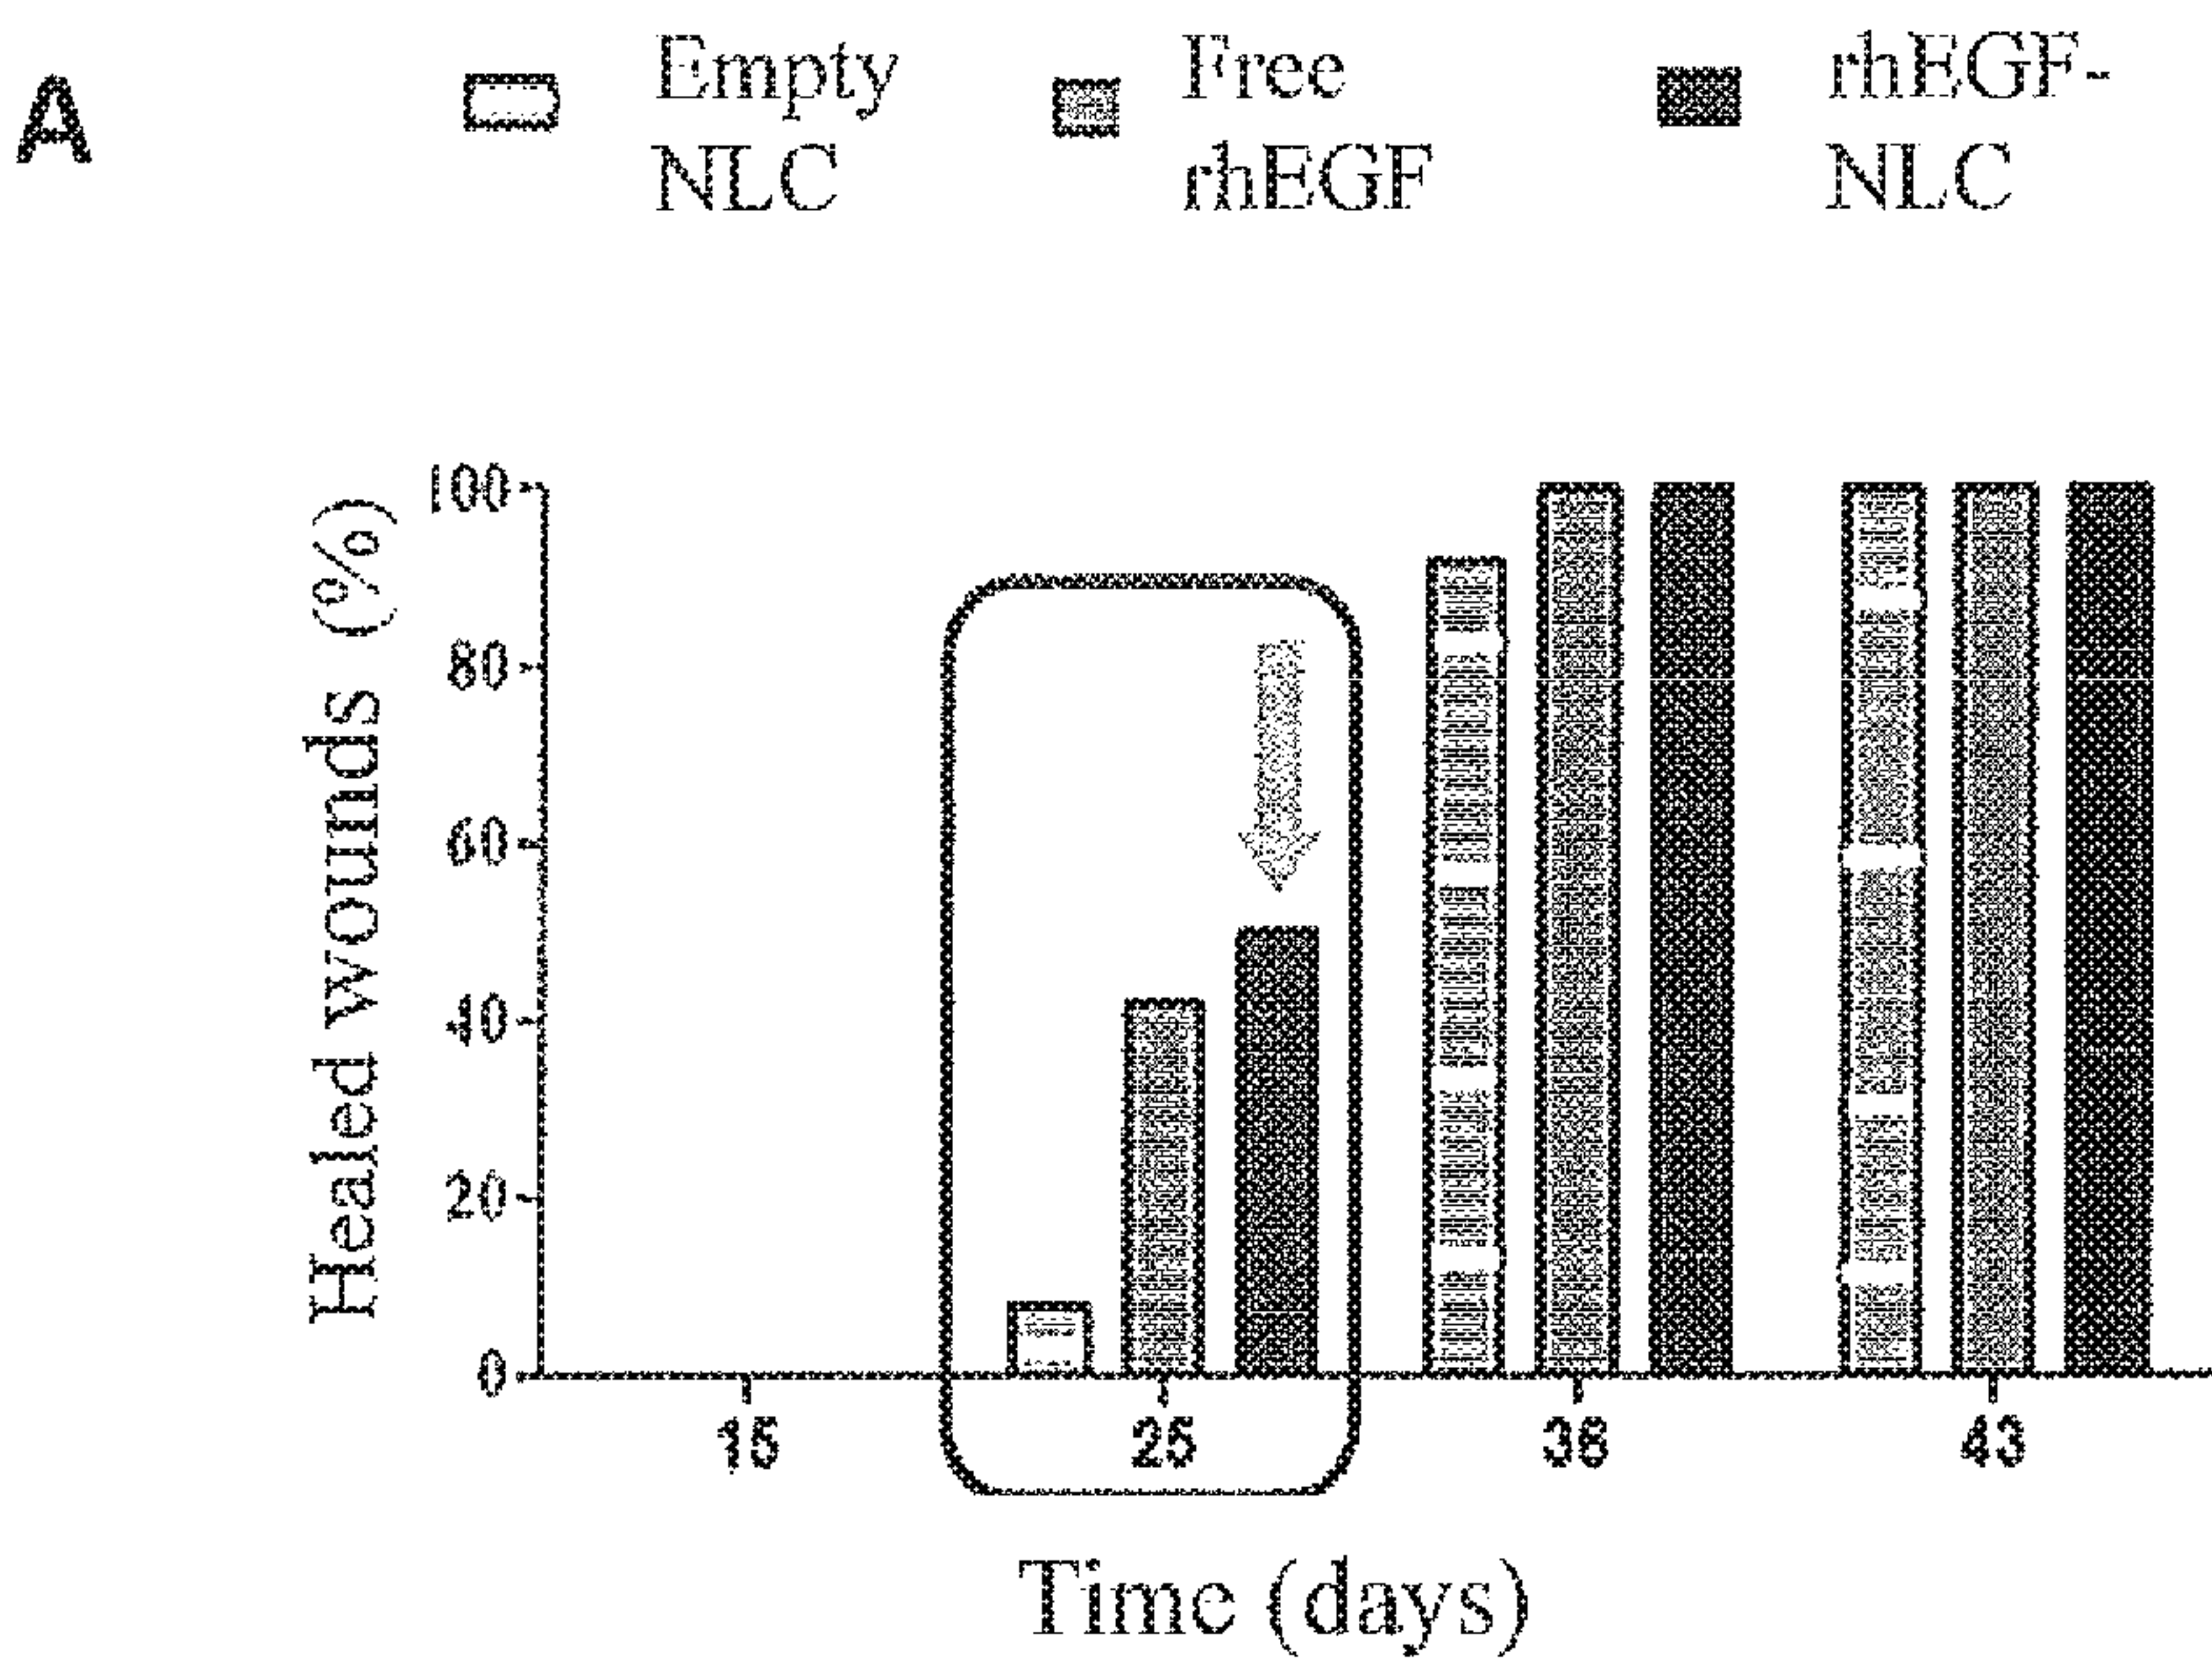 A
Empty
NLC
Free
rhEGF
rhEGF-
NLC
Healed wounds (%)
100
80
60
40
20
0
15
25
38
43
Time (days)